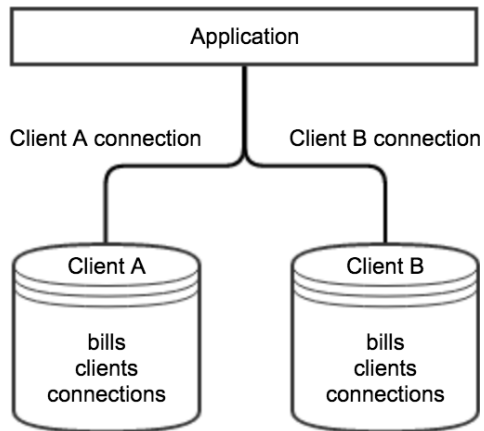 Application
Client A connection
Client B connection
Client A
bills
clients
connections
Client B
bills
clients
connections